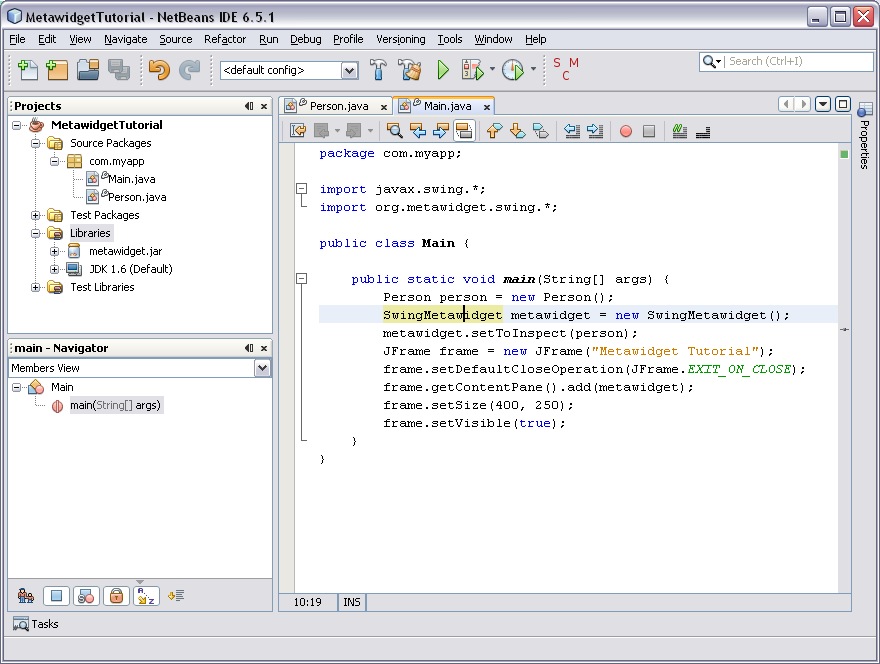 MetawidgetTutorial - NetBeans IDE 6.5.1
File Edit View Navigate Source Refactor Run Debug Profile Versioning Tools Window Help
<default config>
S M
C
Search (Ctrl+I)
Projects
MetawidgetTutorial
Source Packages
com.myapp
Main.java
Person.java
Test Packages
Libraries
metawidget.jar
JDK 1.6 (Default)
Test Libraries
main - Navigator
Members View
Main
main(String[] args)
Person.java Main.java
package com.myapp;
import javax.swing.*;
import org.metawidget.swing.*;
public class Main {
public static void main(String[] args) {
Person person = new Person();
SwingMetawidget metawidget = new SwingMetawidget();
metawidget.setToInspect(person);
JFrame frame = new JFrame("Metawidget Tutorial");
frame.setDefaultCloseOperation(JFrame.EXIT_ON_CLOSE);
frame.getContentPane().add(metawidget);
frame.setSize(400, 250);
frame.setVisible(true);
}
}
10:19 INS
Properties
Tasks